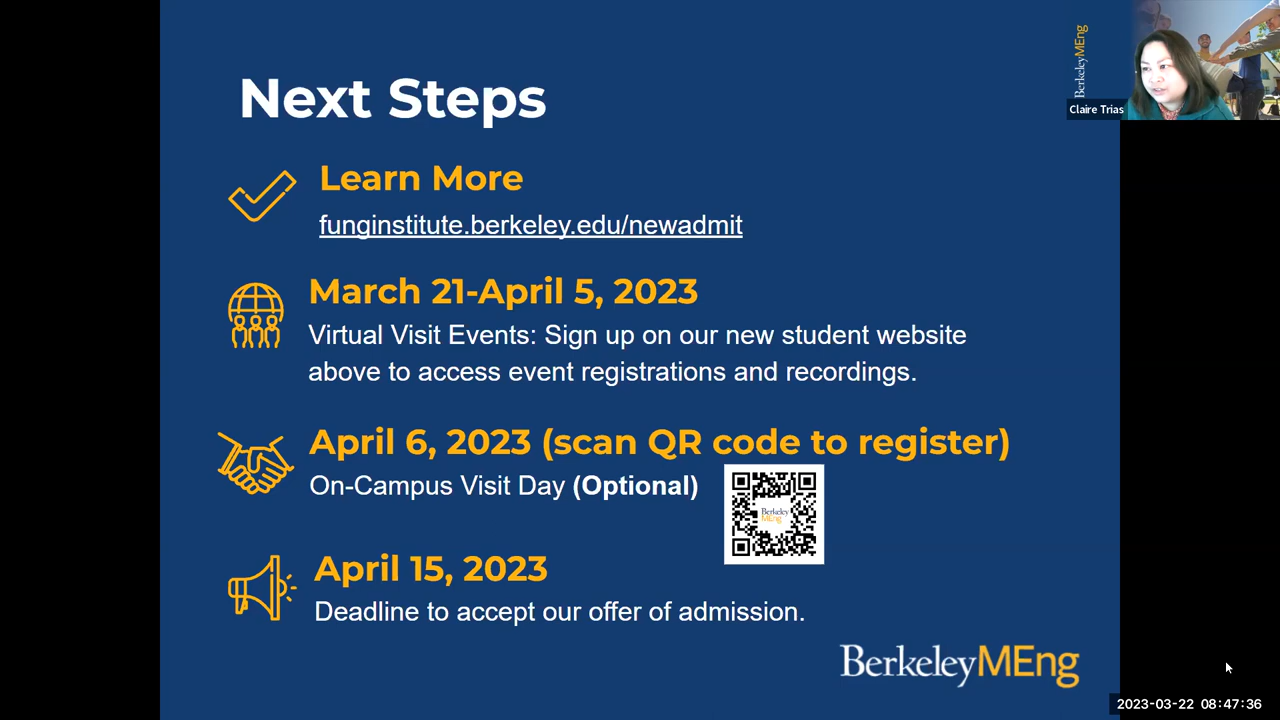 Next Steps
Learn More
funginstitute.berkeley.edu/newadmit
March 21-April 5, 2023
Virtual Visit Events: Sign up on our new student website
above to access event registrations and recordings.
April 6, 2023 (scan QR code to register)
On-Campus Visit Day (Optional)
Berkeley
MEng
April 15, 2023
Deadline to accept our offer of admission.
BerkeleyMEng
BerkeleyMEng
Claire Trias
2023-03-22 08:47:36